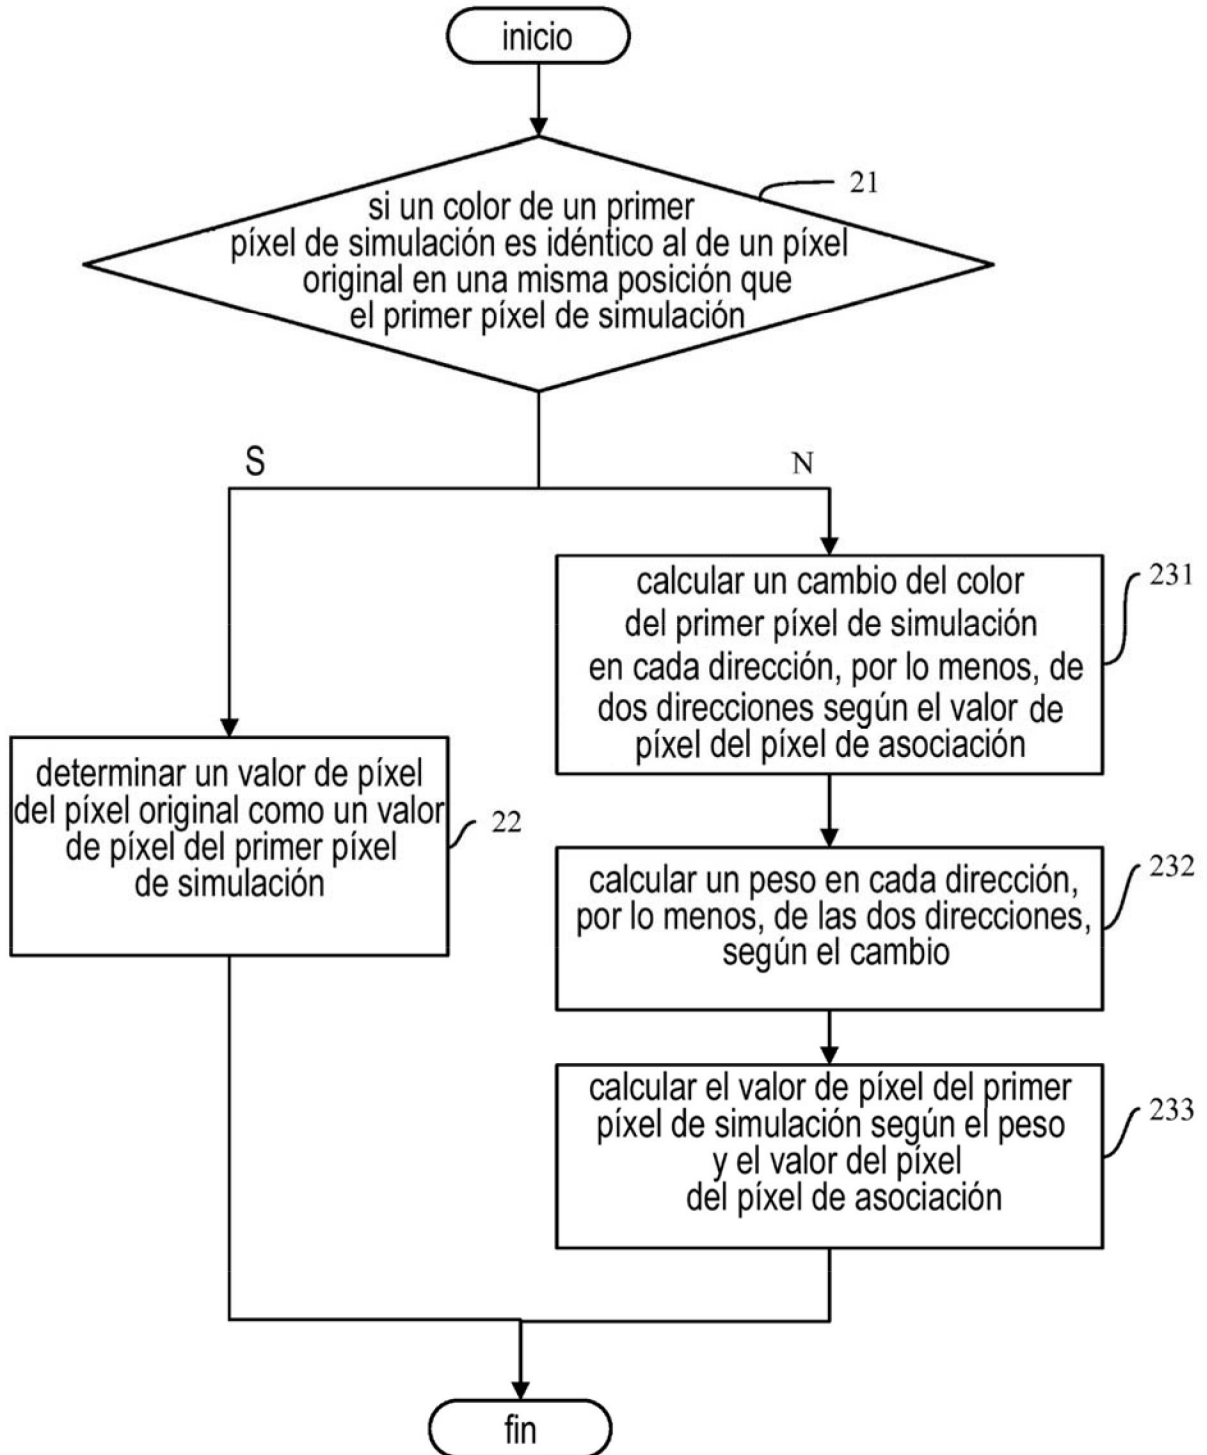 inicio
21
si un color de un primer
píxel de simulación es idéntico al de un píxel
original en una misma posición que
el primer píxel de simulación
S
N
calcular un cambio del color
del primer píxel de simulación
en cada dirección, por lo menos, de
dos direcciones según el valor de
píxel del píxel de asociación
231
determinar un valor de píxel
del píxel original como un valor
de píxel del primer píxel
de simulación
22
calcular un peso en cada dirección,
por lo menos, de las dos direcciones,
según el cambio
232
calcular el valor de píxel del primer
píxel de simulación según el peso
y el valor del píxel
del píxel de asociación
233
fin